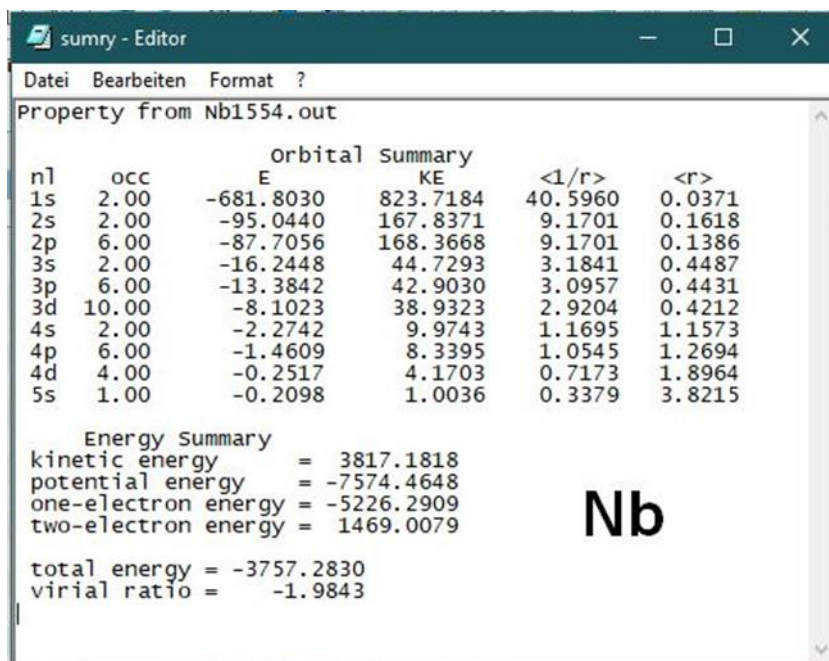 sumry - Editor
Datei Bearbeiten Format ?
Property from Nb1554.out
Orbital Summary
nl occ E KE <1/r> <r>
1s 2.00 -681.8030 823.7184 40.5960 0.0371
2s 2.00 -95.0440 167.8371 9.1701 0.1618
2p 6.00 -87.7056 168.3668 9.1701 0.1386
3s 2.00 -16.2448 44.7293 3.1841 0.4487
3p 6.00 -13.3842 42.9030 3.0957 0.4431
3d 10.00 -8.1023 38.9323 2.9204 0.4212
4s 2.00 -2.2742 9.9743 1.1695 1.1573
4p 6.00 -1.4609 8.3395 1.0545 1.2694
4d 4.00 -0.2517 4.1703 0.7173 1.8964
5s 1.00 -0.2098 1.0036 0.3379 3.8215
Energy Summary
kinetic energy = 3817.1818
potential energy = -7574.4648
one-electron energy = -5226.2909
two-electron energy = 1469.0079
Nb
total energy = -3757.2830
virial ratio = -1.9843